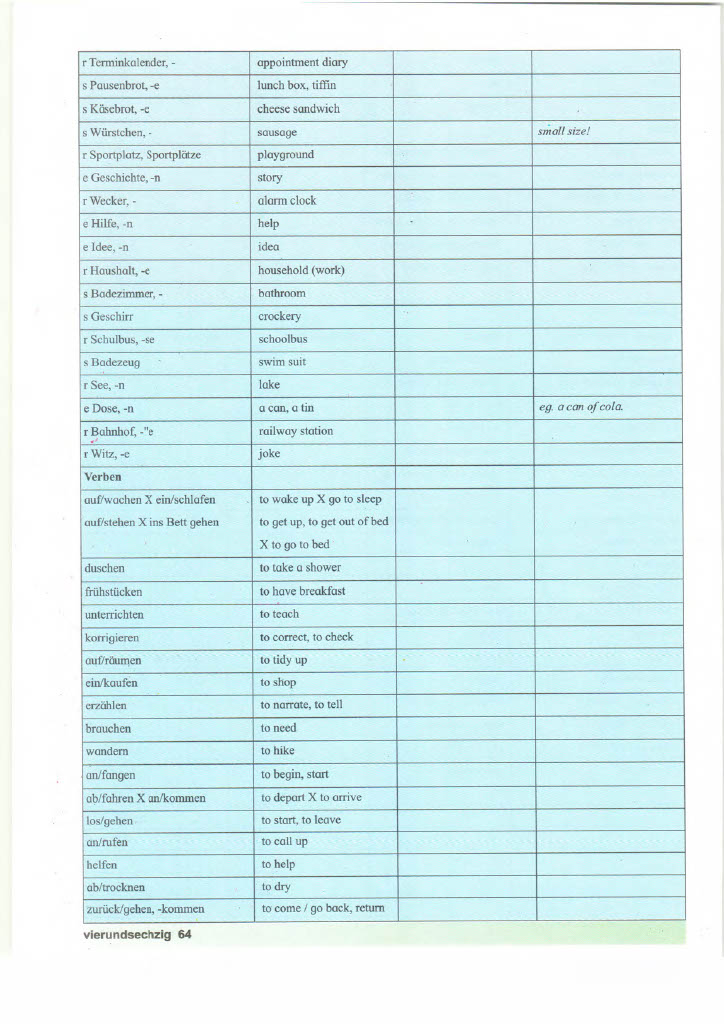 r Terminkalender, - appointment diary
s Pausenbrot, -e lunch box, tiffin
s Käsebrot, -e cheese sandwich
s Würstchen, - sausage small size!
r Sportplatz, Sportplätze playground
e Geschichte, -n story
r Wecker, - alarm clock
e Hilfe, -n help
e Idee, -n idea
r Haushalt, -e household (work)
s Badezimmer, - bathroom
s Geschirr crockery
r Schulbus, -se schoolbus
s Badezeug swim suit
r See, -n lake
e Dose, -n a can, a tin eg. a can of cola.
r Bahnhof, -"e railway station
r Witz, -e joke
Verben
auf/wachen X ein/schlafen to wake up X go to sleep
auf/stehen X ins Bett gehen to get up, to get out of bed
X to go to bed
duschen to take a shower
frühstücken to have breakfast
unterrichten to teach
korrigieren to correct, to check
auf/räumen to tidy up
ein/kaufen to shop
erzählen to narrate, to tell
brauchen to need
wandern to hike
an/fangen to begin, start
ab/fahren X an/kommen to depart X to arrive
los/gehen to start, to leave
an/rufen to call up
helfen to help
ab/trocknen to dry
zurück/gehen, -kommen to come / go back, return
vierundsechzig 64